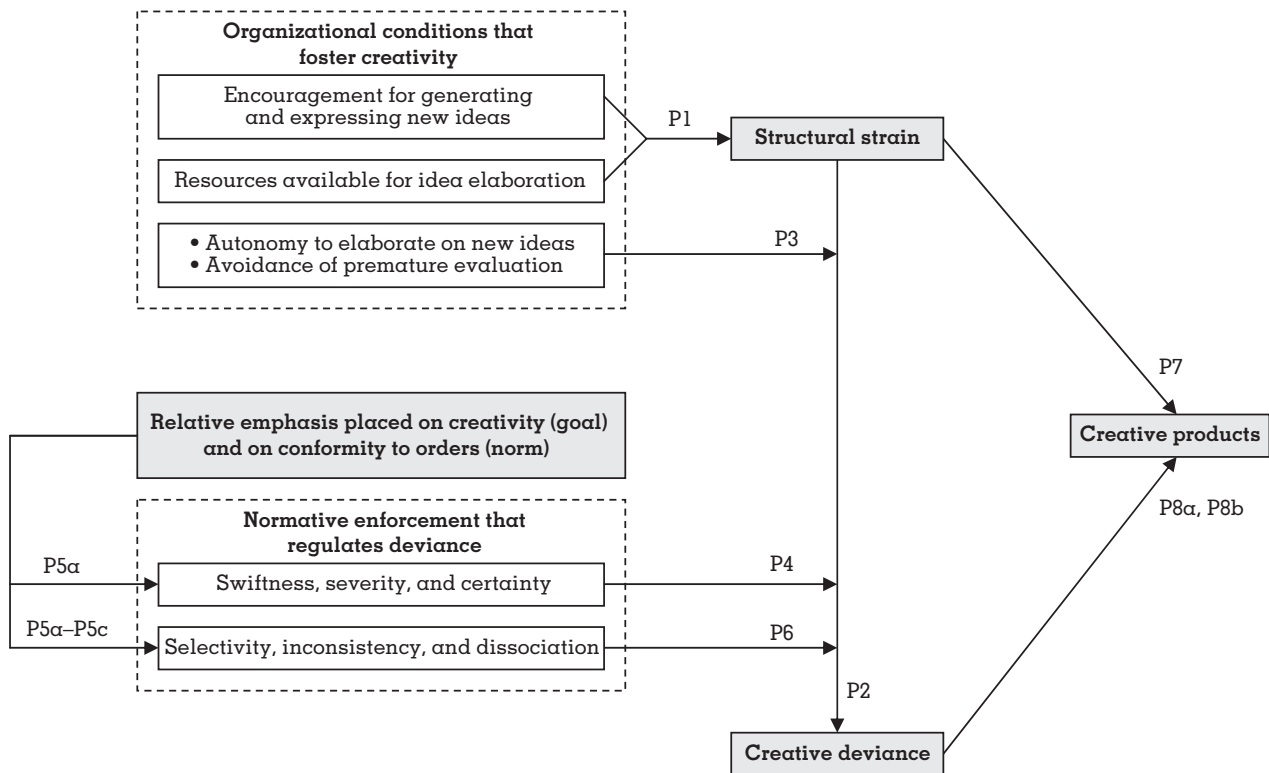 Organizational conditions that
foster creativity
Encouragement for generating
and expressing new ideas
P1
Structural strain
Resources available for idea elaboration
• Autonomy to elaborate on new ideas
• Avoidance of premature evaluation
P3
P7
Relative emphasis placed on creativity (goal)
and on conformity to orders (norm)
Creative products
P8a, P8b
Normative enforcement that
regulates deviance
P5a
Swiftness, severity, and certainty
P4
P5a–P5c
Selectivity, inconsistency, and dissociation
P6
P2
Creative deviance